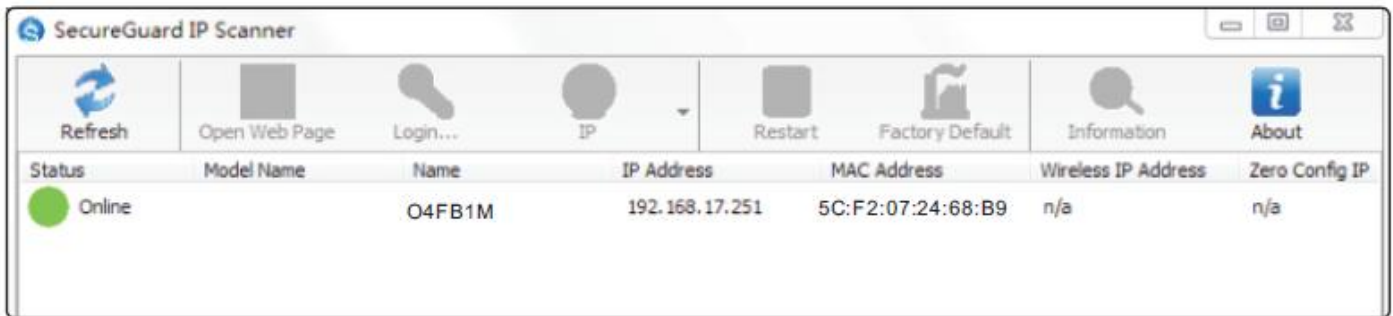 SecureGuard IP Scanner
Refresh Open Web Page Login... IP Restart Factory Default Information About
Status Model Name Name IP Address MAC Address Wireless IP Address Zero Config IP
Online O4FB1M 192.168.17.251 5C:F2:07:24:68:B9 n/a n/a